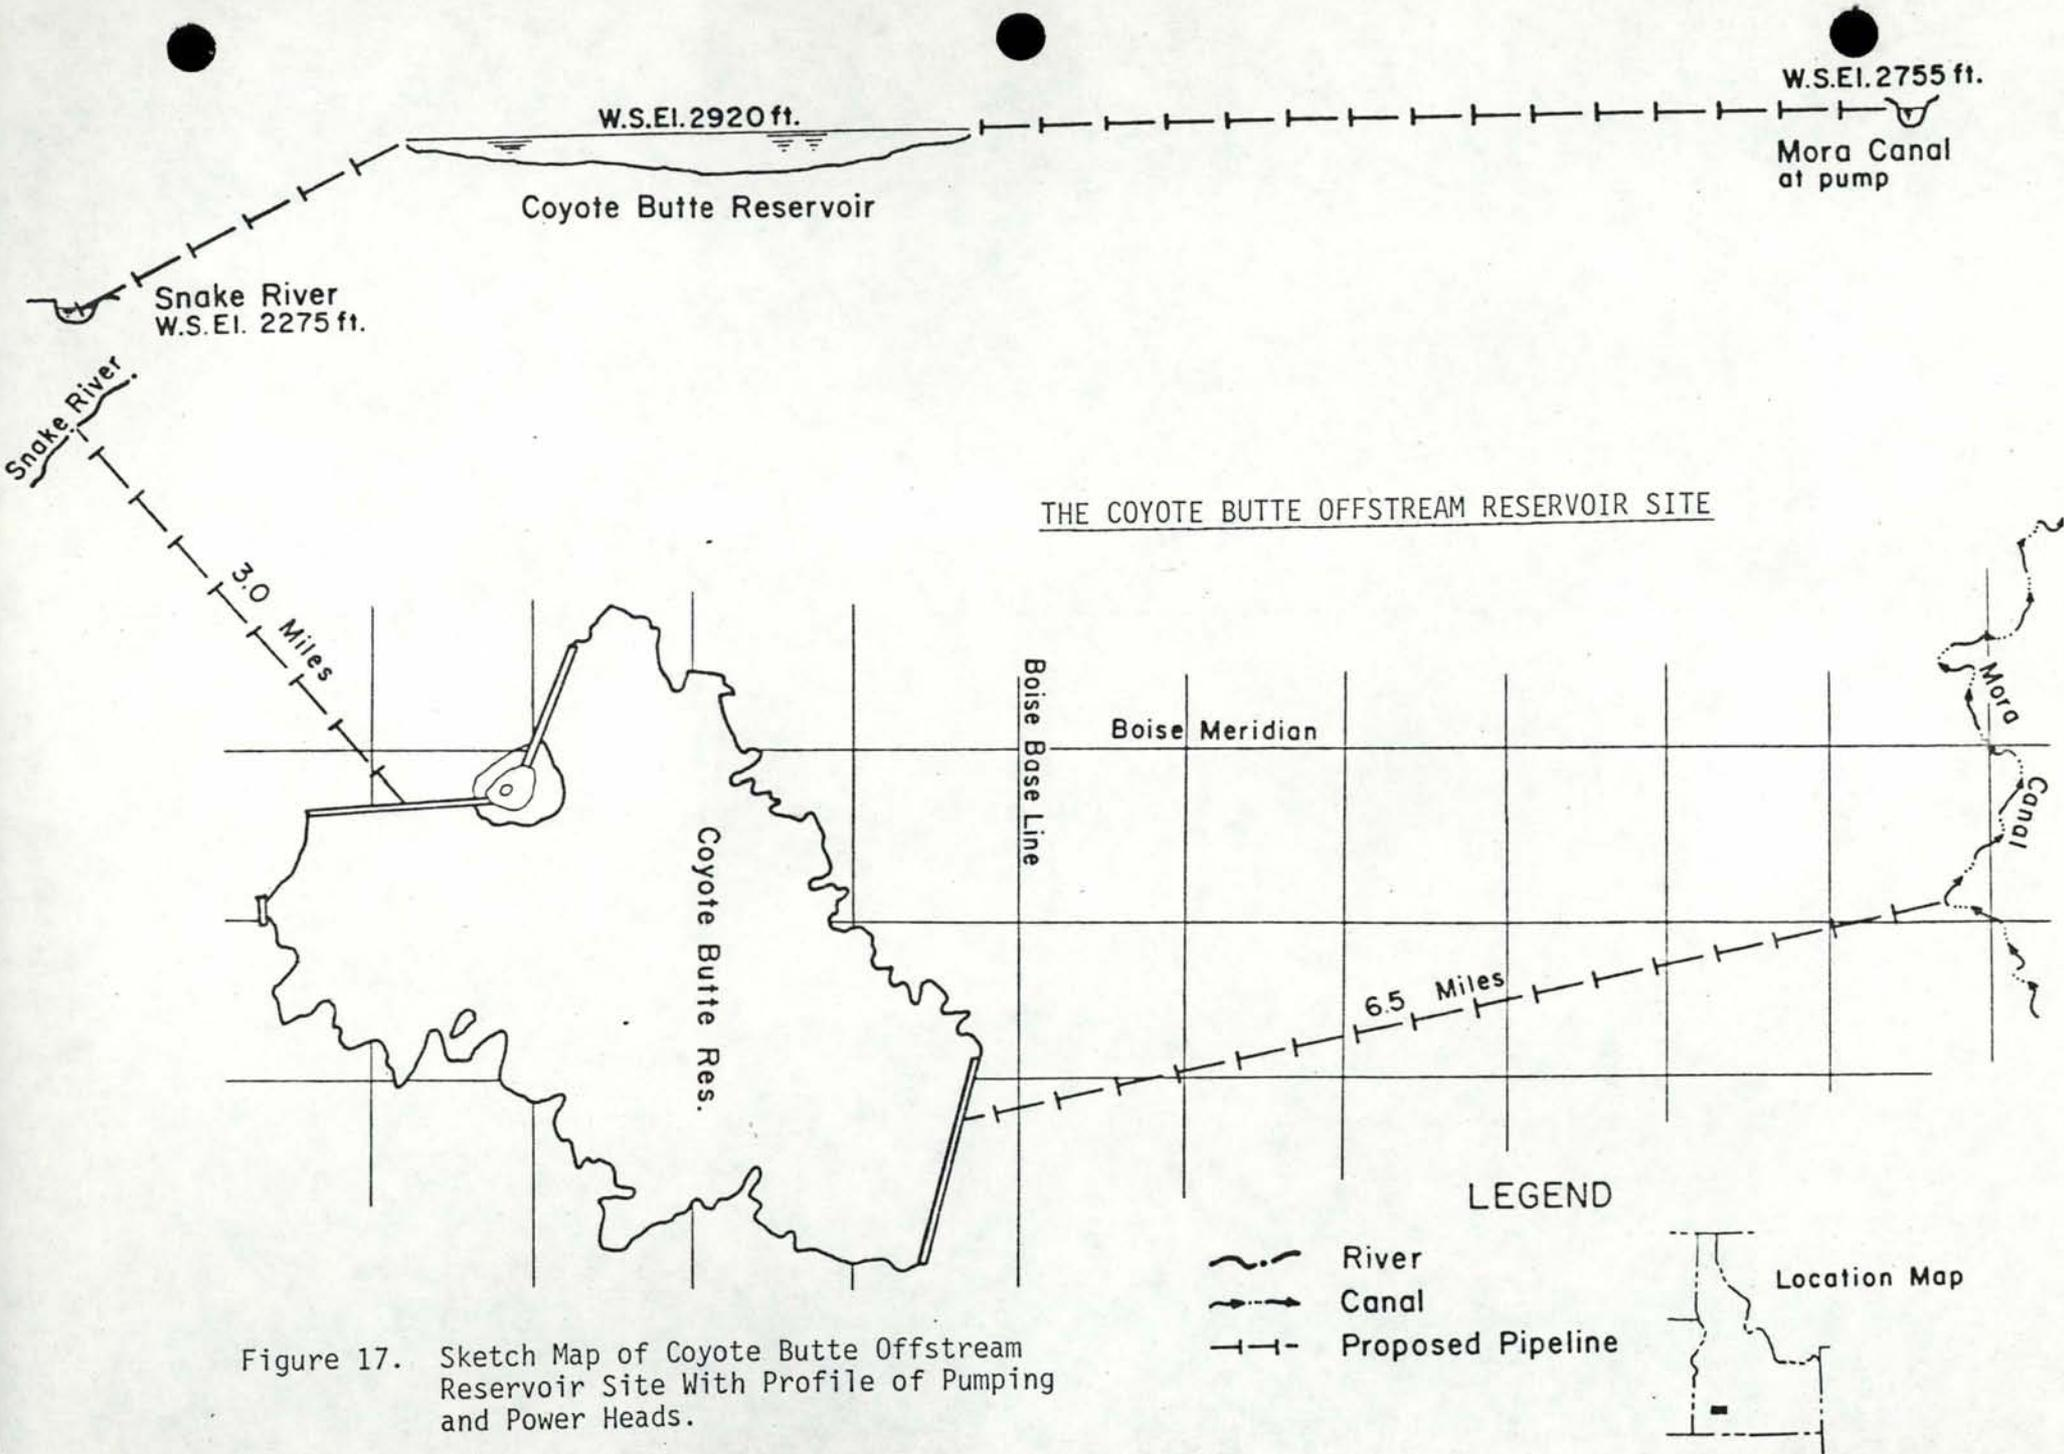 W.S.El. 2755 ft.
W.S.El. 2920 ft.
Mora Canal
at pump
Coyote Butte Reservoir
Snake River
W.S.El. 2275 ft.
Snake River
THE COYOTE BUTTE OFFSTREAM RESERVOIR SITE
3.0 Miles
Boise Base Line
Boise Meridian
Mora
Canal
Coyote Butte Res.
6.5 Miles
LEGEND
River
Canal
Proposed Pipeline
Location Map
Figure 17. Sketch Map of Coyote Butte Offstream
Reservoir Site With Profile of Pumping
and Power Heads.